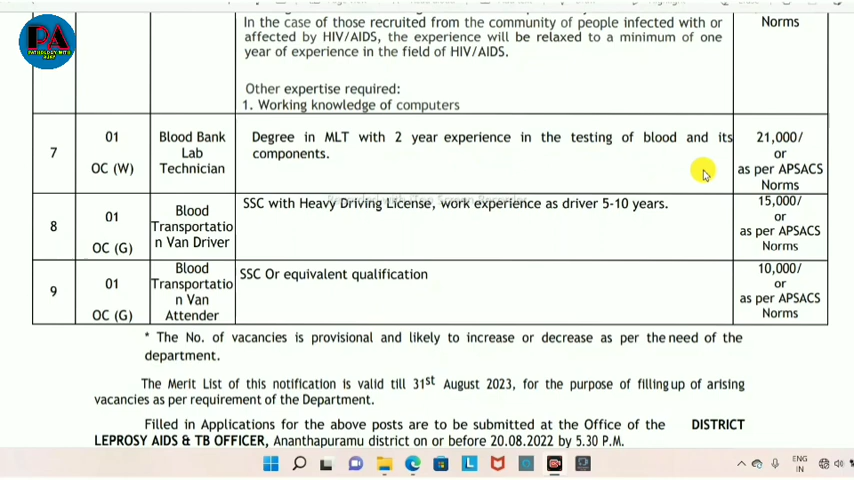 In the case of those recruited from the community of people infected with or
affected by HIV/AIDS, the experience will be relaxed to a minimum of one
year of experience in the field of HIV/AIDS.
Norms
Other expertise required:
1. Working knowledge of computers
7
01
OC (W)
Blood Bank
Lab
Technician
Degree in MLT with 2 year experience in the testing of blood and its
components.
21,000/
or
as per APSACS
Norms
8
01
OC (G)
Blood
Transportatio
n Van Driver
SSC with Heavy Driving License, work experience as driver 5-10 years.
15,000/
or
as per APSACS
Norms
9
01
OC (G)
Blood
Transportatio
n Van
Attender
SSC Or equivalent qualification
10,000/
or
as per APSACS
Norms
* The No. of vacancies is provisional and likely to increase or decrease as per the need of the
department.
The Merit List of this notification is valid till 31st August 2023, for the purpose of filling up of arising
vacancies as per requirement of the Department.
Filled in Applications for the above posts are to be submitted at the Office of the DISTRICT
LEPROSY AIDS & TB OFFICER, Ananthapuramu district on or before 20.08.2022 by 5.30 P.M.
PA
PATHOLOGY WITH
ENG
IN